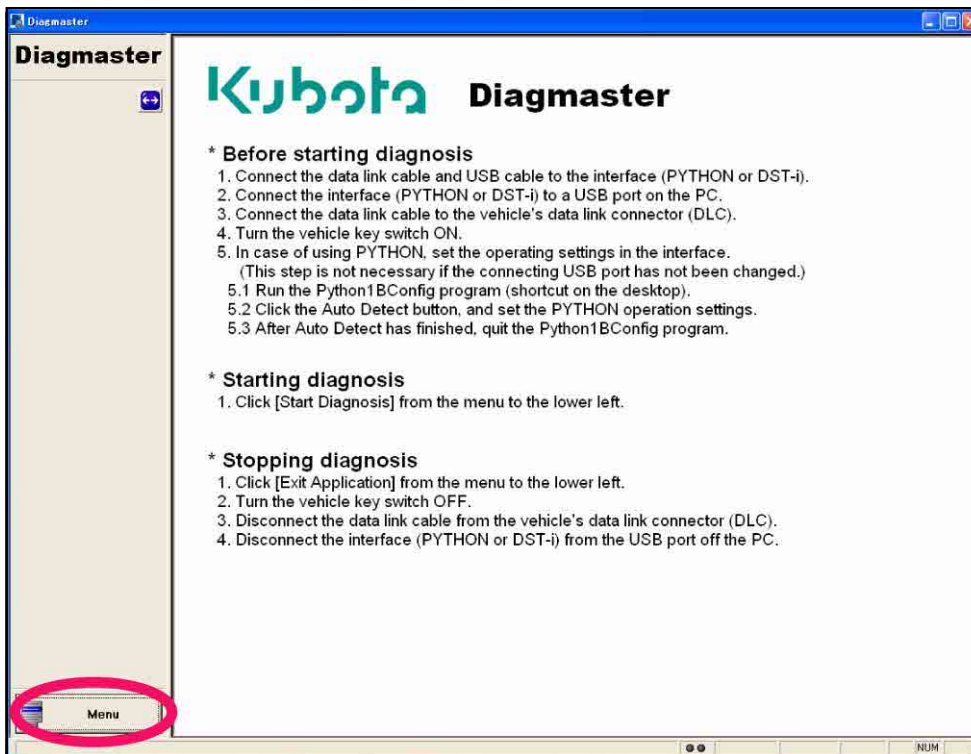 Diagmaster
Diagmaster
Kubota Diagmaster
* Before starting diagnosis
1. Connect the data link cable and USB cable to the interface (PYTHON or DST-i).
2. Connect the interface (PYTHON or DST-i) to a USB port on the PC.
3. Connect the data link cable to the vehicle's data link connector (DLC).
4. Turn the vehicle key switch ON.
5. In case of using PYTHON, set the operating settings in the interface.
(This step is not necessary if the connecting USB port has not been changed.)
5.1 Run the Python1BConfig program (shortcut on the desktop).
5.2 Click the Auto Detect button, and set the PYTHON operation settings.
5.3 After Auto Detect has finished, quit the Python1BConfig program.
* Starting diagnosis
1. Click [Start Diagnosis] from the menu to the lower left.
* Stopping diagnosis
1. Click [Exit Application] from the menu to the lower left.
2. Turn the vehicle key switch OFF.
3. Disconnect the data link cable from the vehicle's data link connector (DLC).
4. Disconnect the interface (PYTHON or DST-i) from the USB port off the PC.
Menu
NUM